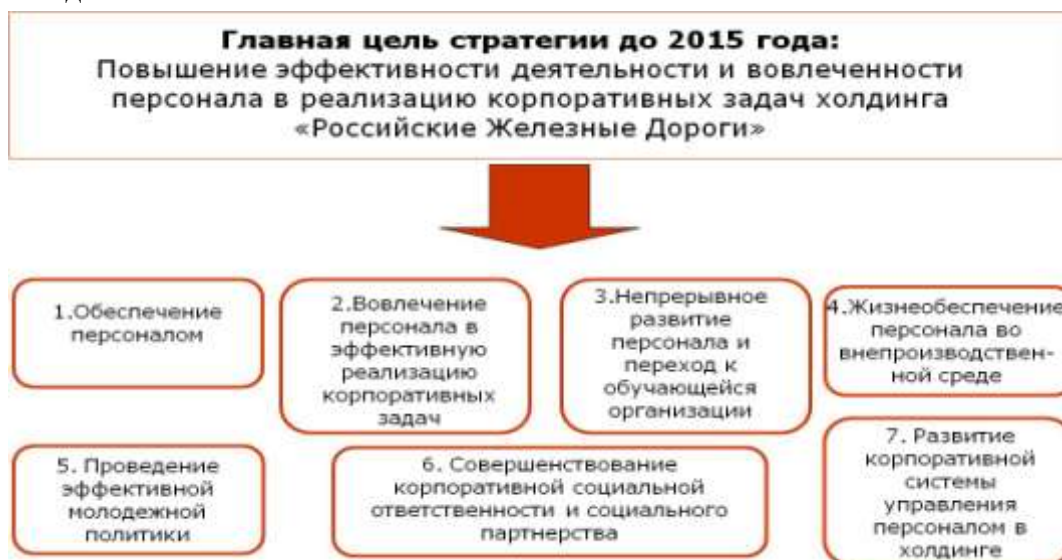 Главная цель стратегии до 2015 года:
Повышение эффективности деятельности и вовлеченности
персонала в реализацию корпоративных задач холдинга
«Российские Железные Дороги»
1.Обеспечение
персоналом
2.Вовлечение
персонала в
эффективную
реализацию
корпоративных
задач
3.Непрерывное
развитие
персонала и
переход к
обучающейся
организации
4.Жизнеобеспечение
персонала во
внепроизводствен-
ной среде
5. Проведение
эффективной
молодежной
политики
6. Совершенствование
корпоративной социальной
ответственности и социального
партнерства
7. Развитие
корпоративной
системы
управления
персоналом в
холдинге